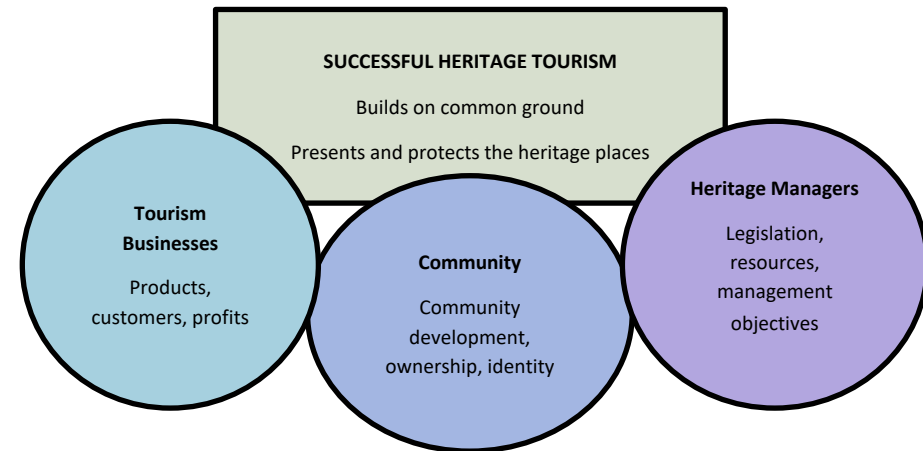 SUCCESSFUL HERITAGE TOURISM
Builds on common ground
Presents and protects the heritage places
Tourism
Businesses
Products,
customers, profits
Community
Community
development,
ownership, identity
Heritage Managers
Legislation,
resources,
management
objectives